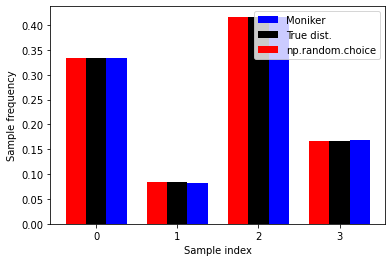 Moniker
True dist.
np.random.choice
0.40
0.35
0.30
0.25
0.20
0.15
0.10
0.05
0.00
Sample frequency
0 1 2 3
Sample index